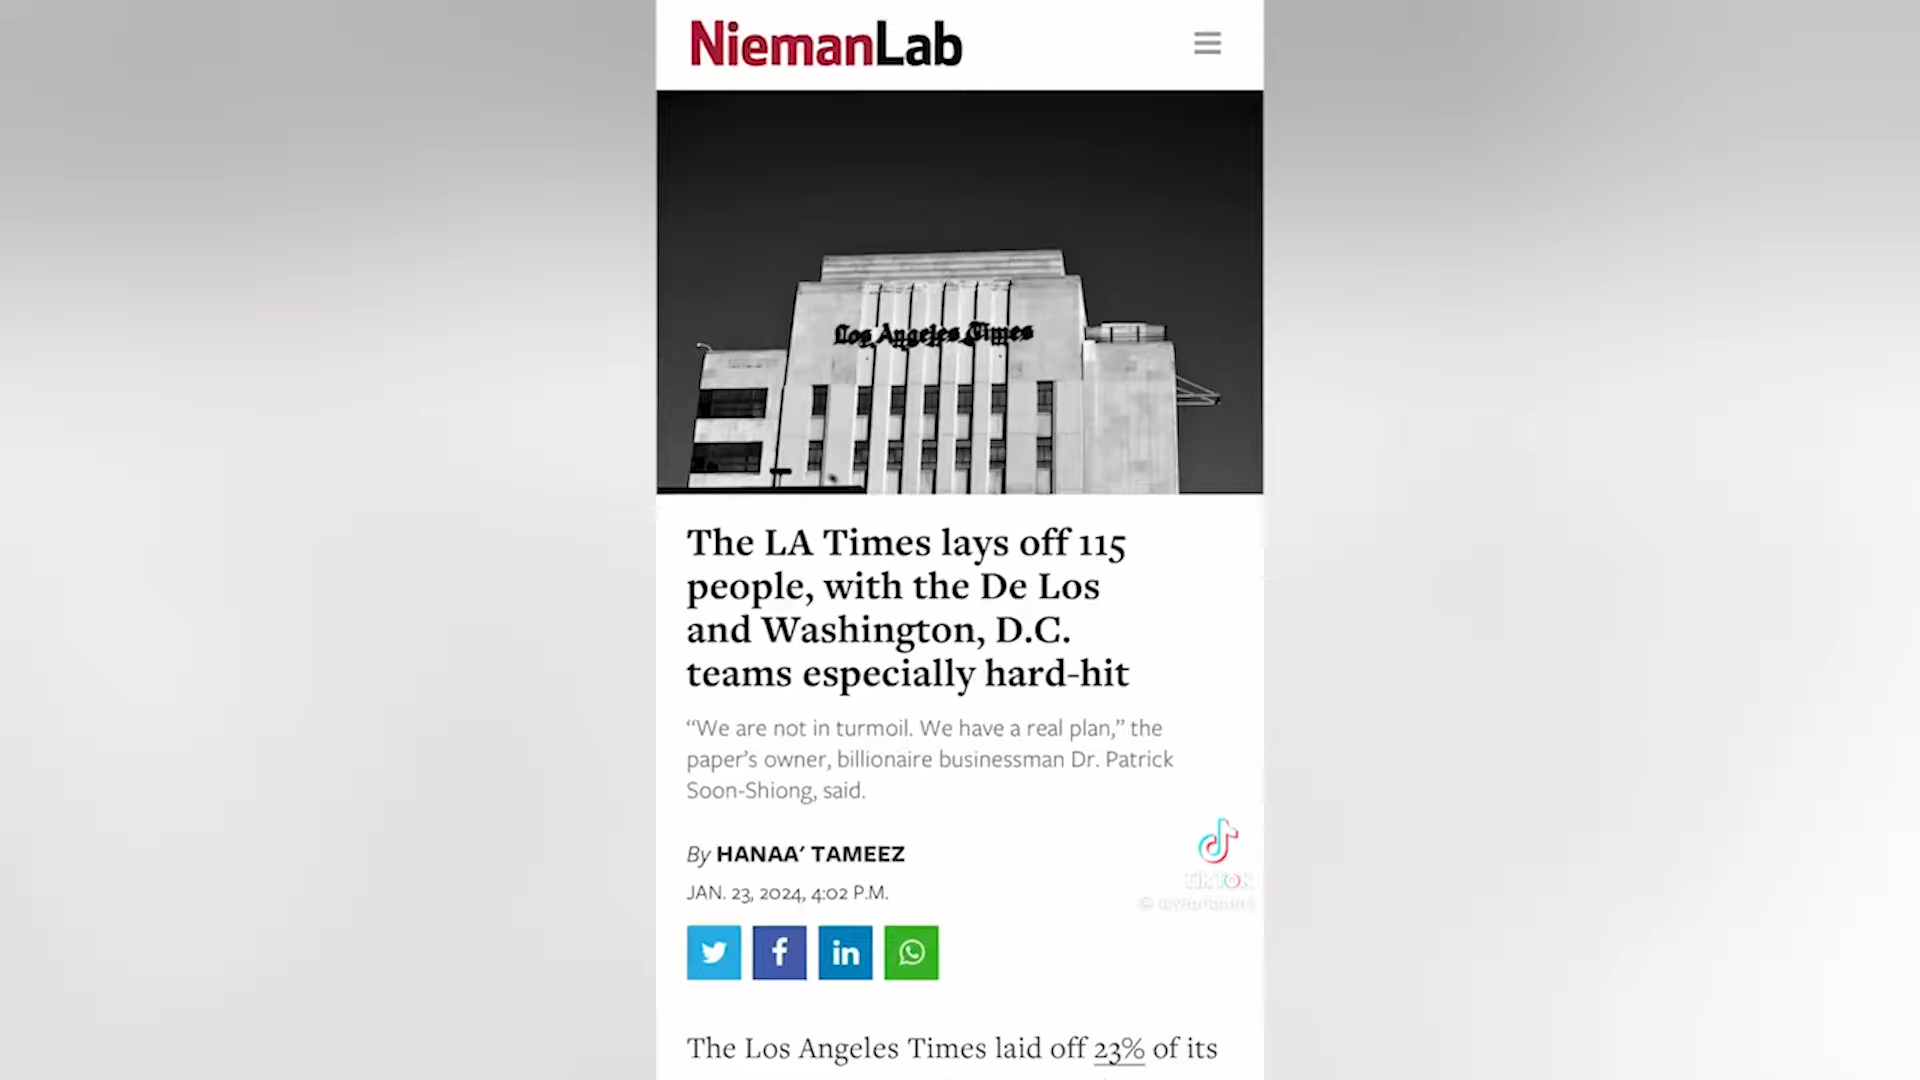 NiemanLab
Los Angeles Times
The LA Times lays off 115
people, with the De Los
and Washington, D.C.
teams especially hard-hit
“We are not in turmoil. We have a real plan,” the
paper’s owner, billionaire businessman Dr. Patrick
Soon-Shiong, said.
By HANAA’ TAMEEZ
JAN. 23, 2024, 4:02 P.M.
TikTok
The Los Angeles Times laid off 23% of its